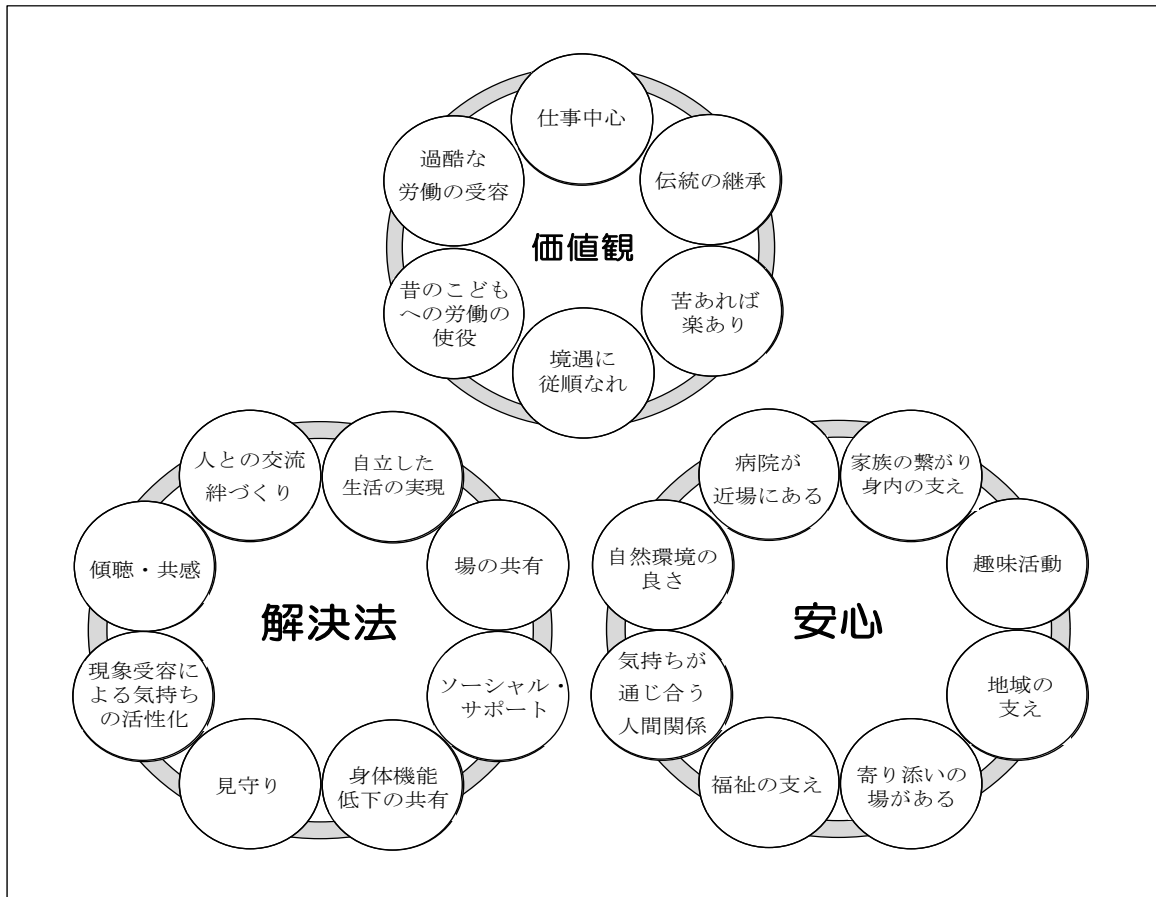 仕事中心
伝統の継承
苦あれば
楽あり
境遇に
従順なれ
昔のこども
への労働の
使役
過酷な
労働の受容
価値観
人との交流
絆づくり
自立した
生活の実現
場の共有
ソーシャル・
サポート
身体機能
低下の共有
見守り
現象受容に
よる気持ち
の活性化
傾聴・共感
解決法
病院が
近場にある
家族の繋がり
身内の支え
趣味活動
地域の
支え
寄り添いの
場がある
福祉の支え
気持ちが
通じ合う
人間関係
自然環境の
良さ
安心